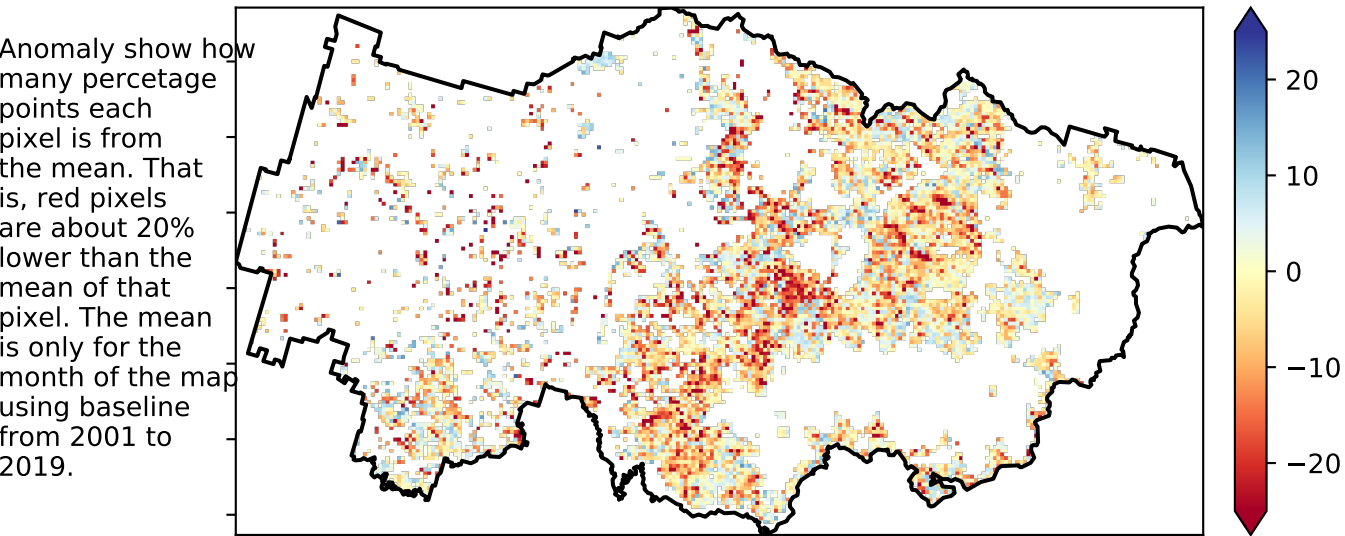 Anomaly show how
many percetage
points each
pixel is from
the mean. That
is, red pixels
are about 20%
lower than the
mean of that
pixel. The mean
is only for the
month of the map
using baseline
from 2001 to
2019.
20
10
0
−10
−20